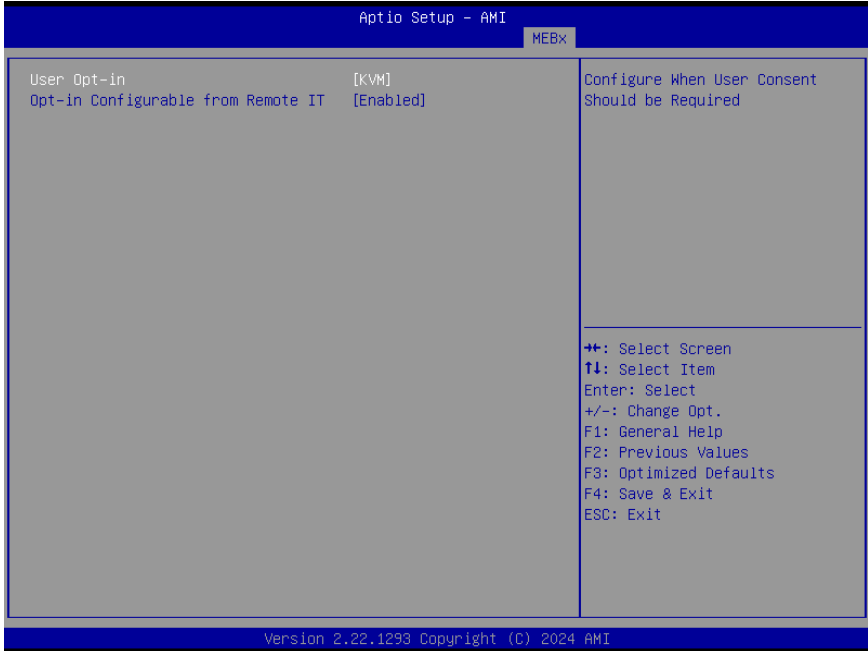 Aptio Setup – AMI
MEBx
User Opt-in [KVM]
Opt-in Configurable from Remote IT [Enabled]
Configure When User Consent
Should be Required
→←: Select Screen
↑↓: Select Item
Enter: Select
+/-: Change Opt.
F1: General Help
F2: Previous Values
F3: Optimized Defaults
F4: Save & Exit
ESC: Exit
Version 2.22.1293 Copyright (C) 2024 AMI